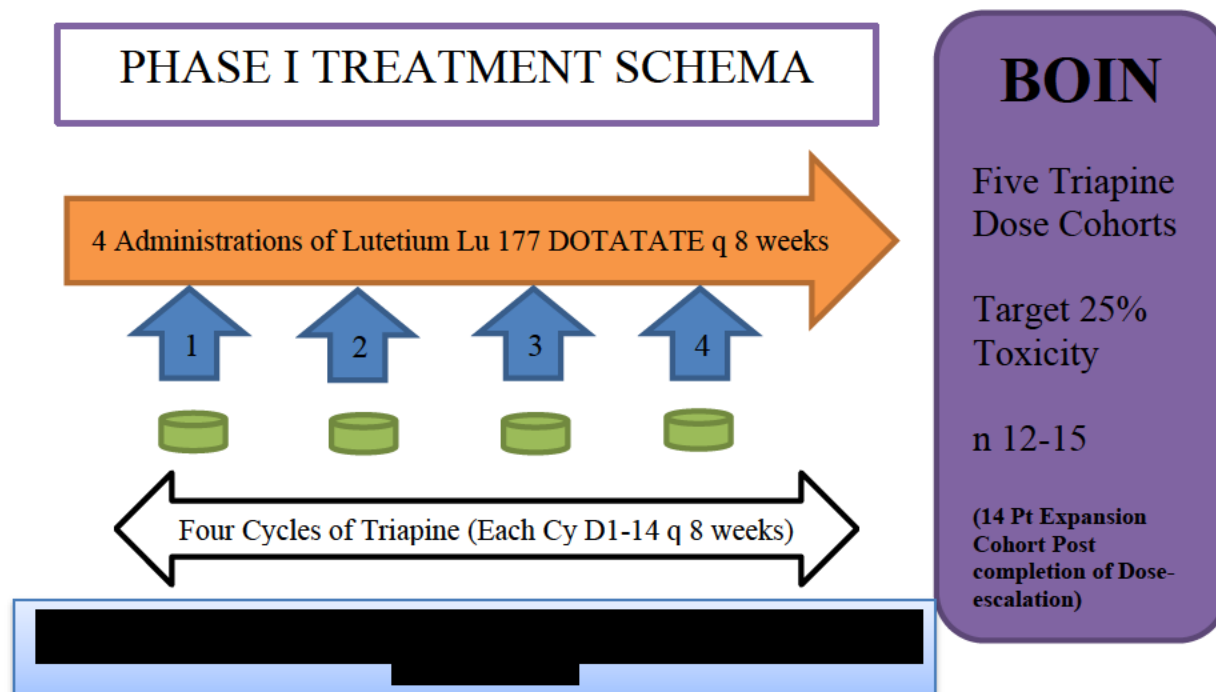 PHASE I TREATMENT SCHEMA
4 Administrations of Lutetium Lu 177 DOTATATE q 8 weeks
1
2
3
4
Four Cycles of Triapine (Each Cy D1-14 q 8 weeks)
BOIN
Five Triapine
Dose Cohorts
Target 25%
Toxicity
n 12-15
(14 Pt Expansion
Cohort Post
completion of Dose-
escalation)